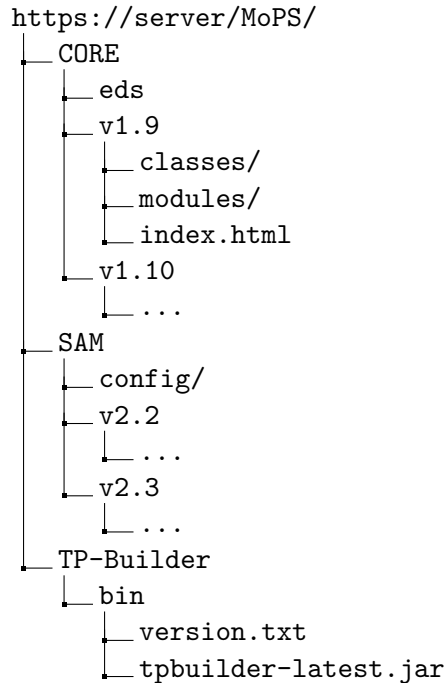 https://server/MoPS/
CORE
eds
v1.9
classes/
modules/
index.html
v1.10
...
SAM
config/
v2.2
...
v2.3
...
TP-Builder
bin
version.txt
tpbuilder-latest.jar